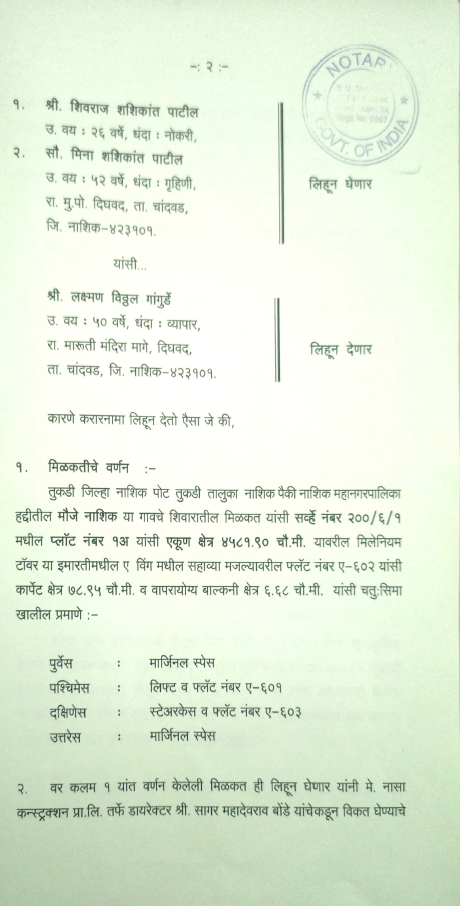 -: २ :-
NOTAR
GOVT. OF INDIA
१. श्री. शिवराज शशिकांत पाटील
उ. वय : २६ वर्षे, धंदा : नोकरी,
२. सौ. मिना शशिकांत पाटील
उ. वय : ५२ वर्षे, धंदा : गृहिणी,
लिहून घेणार
रा. मु.पो. दिघवद, ता. चांदवड,
जि. नाशिक-४२३१०१.
यांसी...
श्री. लक्ष्मण विठ्ठल गांगुर्डे
उ. वय : ५० वर्षे, धंदा : व्यापार,
रा. मारूती मंदिरा मागे, दिघवद,
लिहून देणार
ता. चांदवड, जि. नाशिक-४२३१०१.
कारणे करारनामा लिहून देतो ऐसा जे की,
१. मिळकतीचे वर्णन :-
तुकडी जिल्हा नाशिक पोट तुकडी तालुका नाशिक पैकी नाशिक महानगरपालिका
हद्दीतील मौजे नाशिक या गावचे शिवारातील मिळकत यांसी सर्व्हे नंबर २००/६/१
मधील प्लॉट नंबर १अ यांसी एकूण क्षेत्र ४५८१.९० चौ.मी. यावरील मिलेनियम
टॉवर या इमारतीमधील ए विंग मधील सहाव्या मजल्यावरील फ्लॅट नंबर ए-६०२ यांसी
कार्पेट क्षेत्र ७८.९५ चौ.मी. व वापरायोग्य बाल्कनी क्षेत्र ६.६८ चौ.मी. यांसी चतु:सिमा
खालील प्रमाणे :-
पुर्वेस : मार्जिनल स्पेस
पश्चिमेस : लिफ्ट व फ्लॅट नंबर ए-६०१
दक्षिणेस : स्टेअरकेस व फ्लॅट नंबर ए-६०३
उत्तरेस : मार्जिनल स्पेस
२. वर कलम १ यांत वर्णन केलेली मिळकत ही लिहून घेणार यांनी मे. नासा
कन्स्ट्रक्शन प्रा.लि. तर्फे डायरेक्टर श्री. सागर महादेवराव बोंडे यांचेकडून विकत घेण्याचे